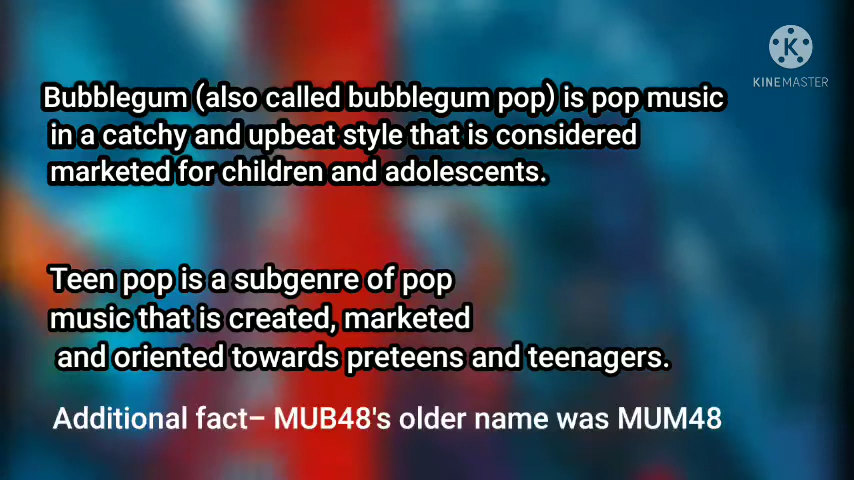 KINEMASTER
Bubblegum (also called bubblegum pop) is pop music
in a catchy and upbeat style that is considered
marketed for children and adolescents.
Teen pop is a subgenre of pop
music that is created, marketed
and oriented towards preteens and teenagers.
Additional fact– MUB48's older name was MUM48